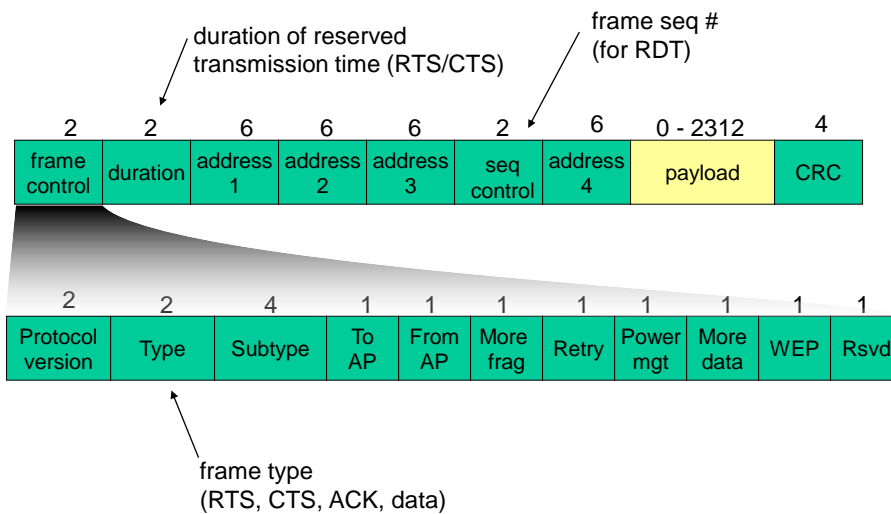 duration of reserved
transmission time (RTS/CTS)
frame seq #
(for RDT)
2 2 6 6 6 2 6 0 - 2312 4
frame
control
duration
address
1
address
2
address
3
seq
control
address
4
payload
CRC
2 2 4 1 1 1 1 1 1 1 1
Protocol
version
Type
Subtype
To
AP
From
AP
More
frag
Retry
Power
mgt
More
data
WEP
Rsvd
frame type
(RTS, CTS, ACK, data)